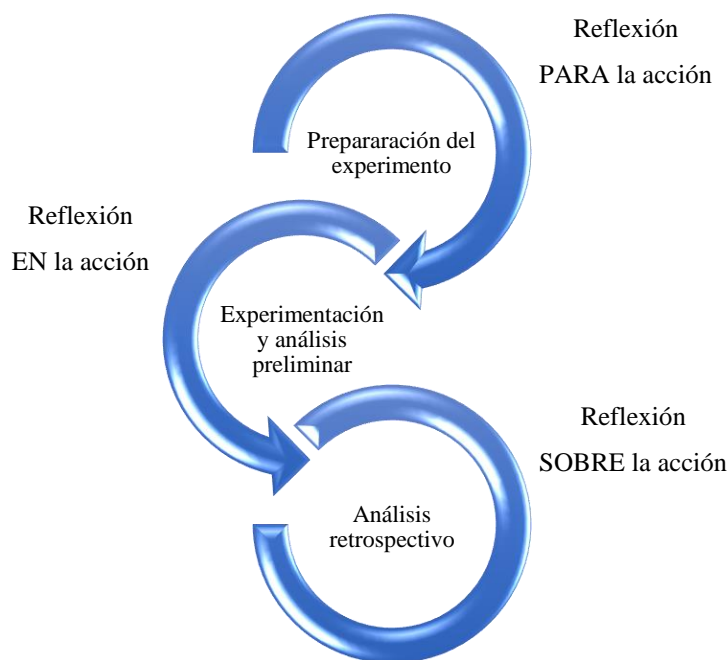 Reflexión
PARA la acción
Prepararación del
experimento
Reflexión
EN la acción
Experimentación
y análisis
preliminar
Reflexión
SOBRE la acción
Análisis
retrospectivo